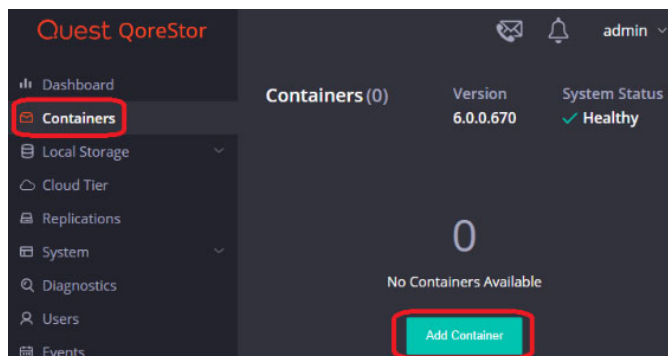 Quest QoreStor
admin
Dashboard
Containers
Local Storage
Cloud Tier
Replications
System
Diagnostics
Users
Events
Containers (0)
Version
6.0.0.670
System Status
Healthy
0
No Containers Available
Add Container